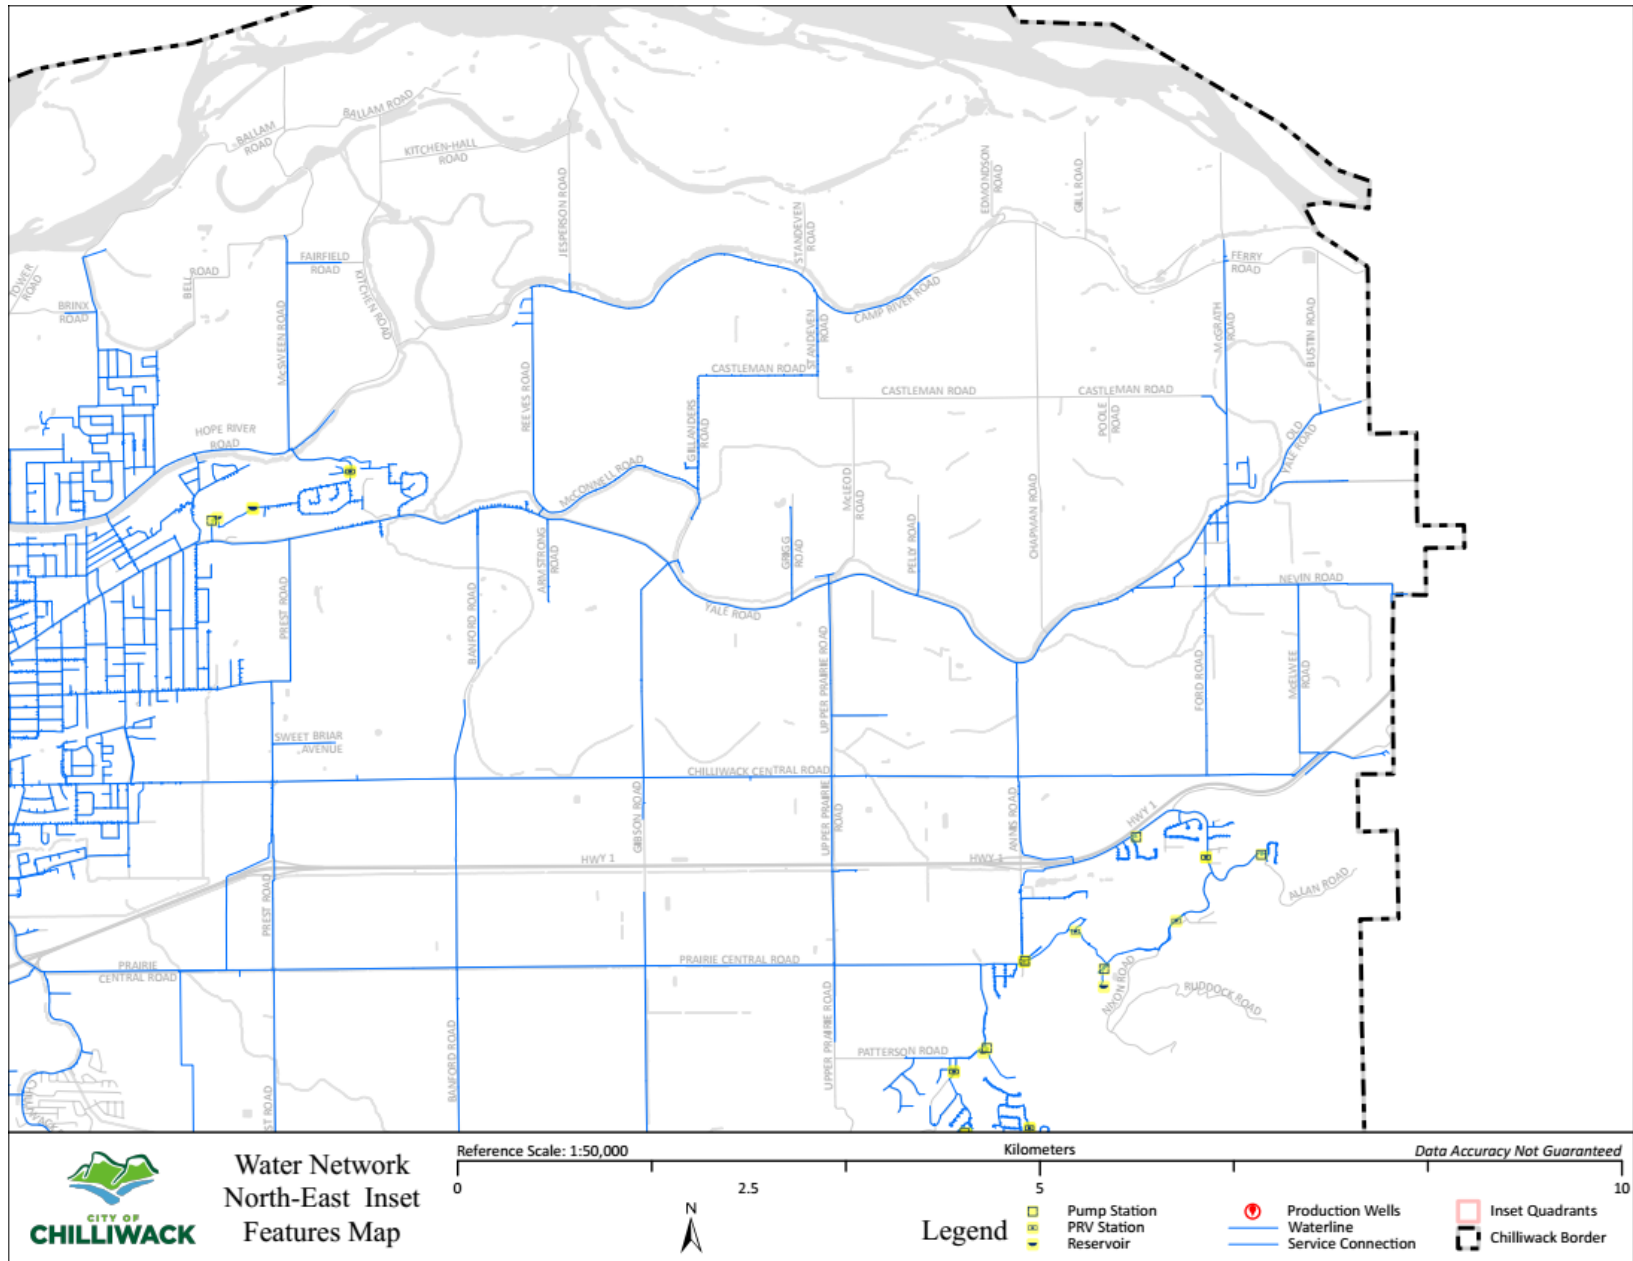 BALLAM ROAD
BALLAM
ROAD
KITCHEN-HALL
ROAD
JESPERSON ROAD
EDMONDSON
ROAD
GILL ROAD
STANDEVEN
ROAD
TOWER
ROAD
BELL
ROAD
FAIRFIELD
ROAD
FERRY
ROAD
BRINX
ROAD
KITCHEN ROAD
McSWEEN ROAD
CAMP RIVER ROAD
STANDEVEN
ROAD
McGRATH
ROAD
BUSTIN ROAD
CASTLEMAN ROAD
REEVES ROAD
CASTLEMAN ROAD
CASTLEMAN ROAD
GILLANDERS
ROAD
POOLE
ROAD
HOPE RIVER
ROAD
OLD
YALE ROAD
McCONNELL ROAD
McLEOD
ROAD
CHAPMAN ROAD
ARMSTRONG
ROAD
GRIGG
ROAD
PELLY ROAD
NEVIN ROAD
PREST ROAD
BANFORD ROAD
YALE ROAD
UPPER PRAIRIE ROAD
FORD ROAD
McELWEE
ROAD
SWEET BRIAR
AVENUE
CHILLIWACK CENTRAL ROAD
GIBSON ROAD
UPPER PRAIRIE
ROAD
ANNIS ROAD
HWY 1
HWY 1
HWY 1
ALLAN ROAD
PREST ROAD
PRAIRIE
CENTRAL ROAD
PRAIRIE CENTRAL ROAD
NIXON ROAD
RUDDOCK ROAD
UPPER PRAIRIE ROAD
PATTERSON ROAD
BANFORD ROAD
ST ROAD
CITY OF
CHILLIWACK
Water Network
North-East Inset
Features Map
Reference Scale: 1:50,000
Kilometers
Data Accuracy Not Guaranteed
0
2.5
5
10
N
Legend
Pump Station
PRV Station
Reservoir
Production Wells
Waterline
Service Connection
Inset Quadrants
Chilliwack Border